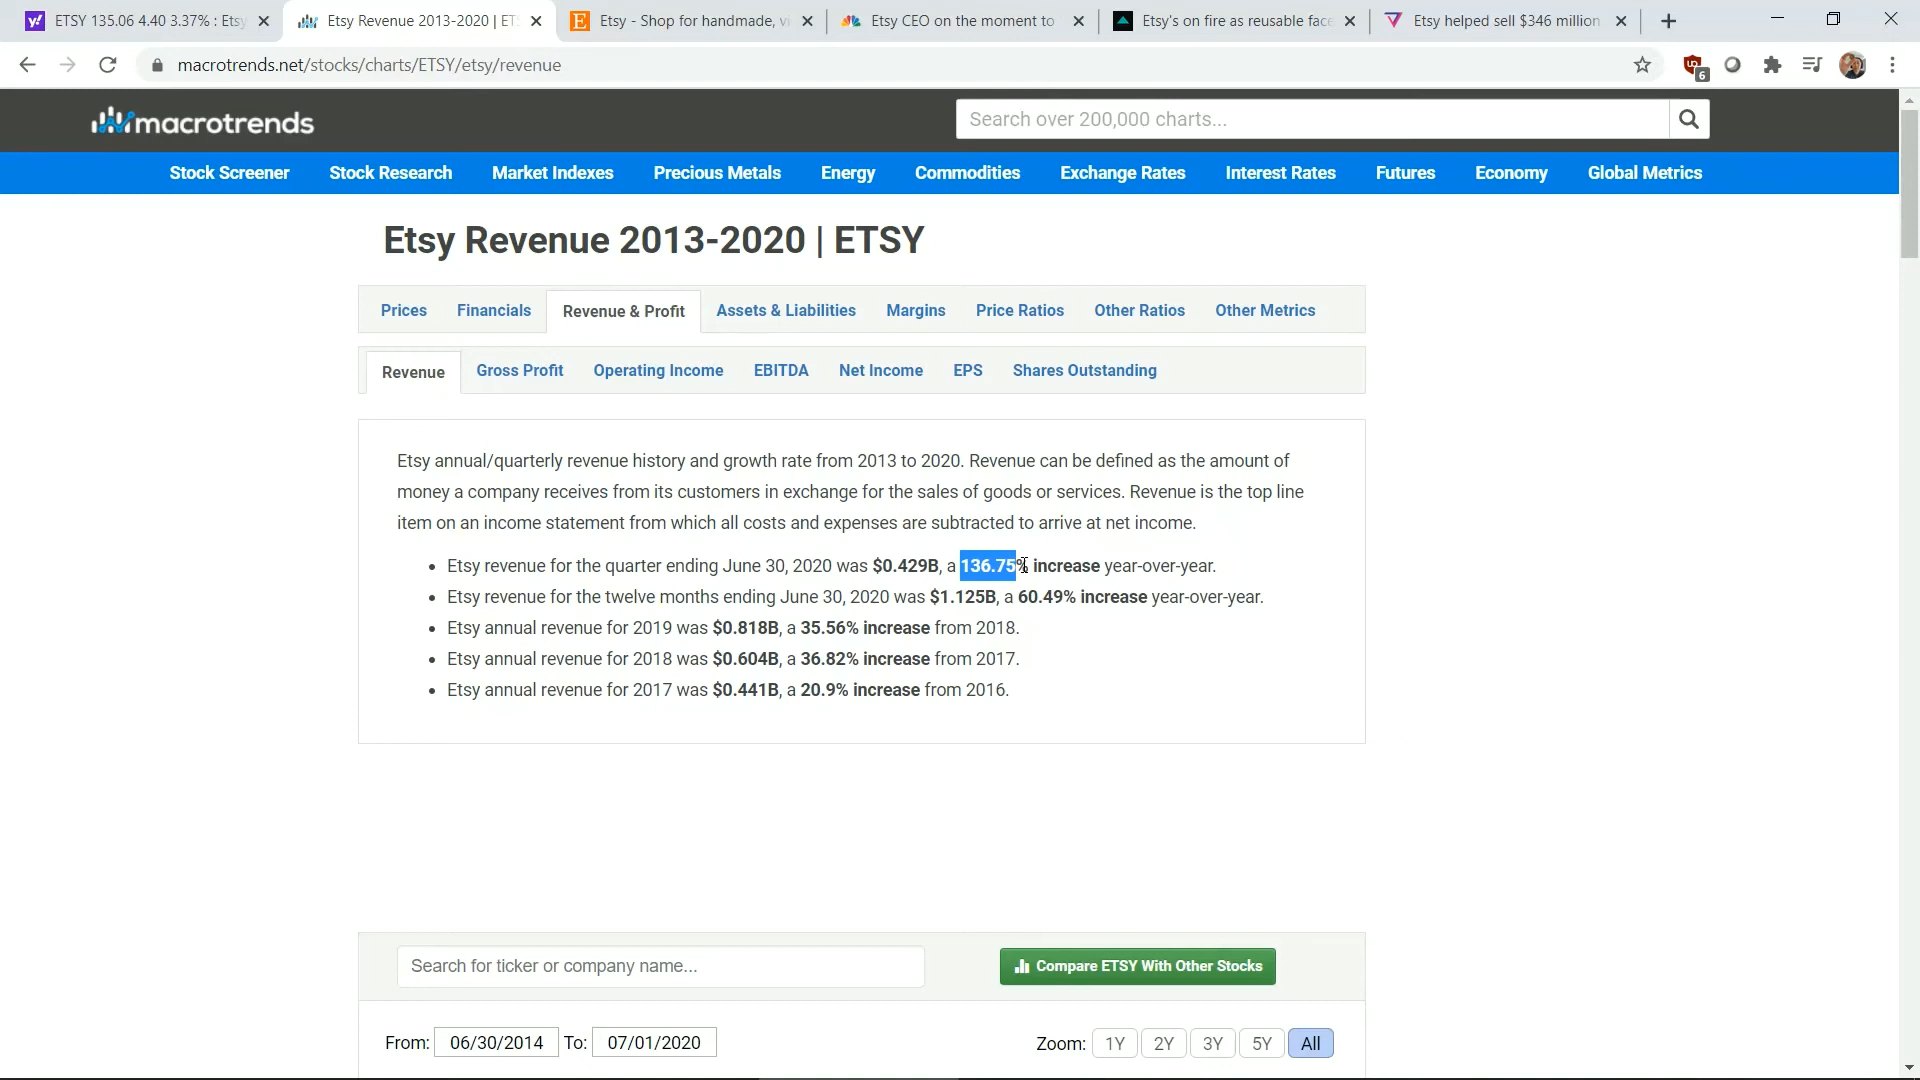 ETSY 135.06 4.40 3.37% : Etsy
Etsy Revenue 2013-2020 | ETS
Etsy - Shop for handmade, vi
Etsy CEO on the moment to
Etsy's on fire as reusable face
Etsy helped sell $346 million
macrotrends.net/stocks/charts/ETSY/etsy/revenue
6
macrotrends
Search over 200,000 charts...
Stock Screener Stock Research Market Indexes Precious Metals Energy Commodities Exchange Rates Interest Rates Futures Economy Global Metrics
Etsy Revenue 2013-2020 | ETSY
Prices Financials Revenue & Profit Assets & Liabilities Margins Price Ratios Other Ratios Other Metrics
Revenue Gross Profit Operating Income EBITDA Net Income EPS Shares Outstanding
Etsy annual/quarterly revenue history and growth rate from 2013 to 2020. Revenue can be defined as the amount of
money a company receives from its customers in exchange for the sales of goods or services. Revenue is the top line
item on an income statement from which all costs and expenses are subtracted to arrive at net income.
• Etsy revenue for the quarter ending June 30, 2020 was $0.429B, a 136.75% increase year-over-year.
• Etsy revenue for the twelve months ending June 30, 2020 was $1.125B, a 60.49% increase year-over-year.
• Etsy annual revenue for 2019 was $0.818B, a 35.56% increase from 2018.
• Etsy annual revenue for 2018 was $0.604B, a 36.82% increase from 2017.
• Etsy annual revenue for 2017 was $0.441B, a 20.9% increase from 2016.
Search for ticker or company name...
Compare ETSY With Other Stocks
From: 06/30/2014 To: 07/01/2020 Zoom: 1Y 2Y 3Y 5Y All